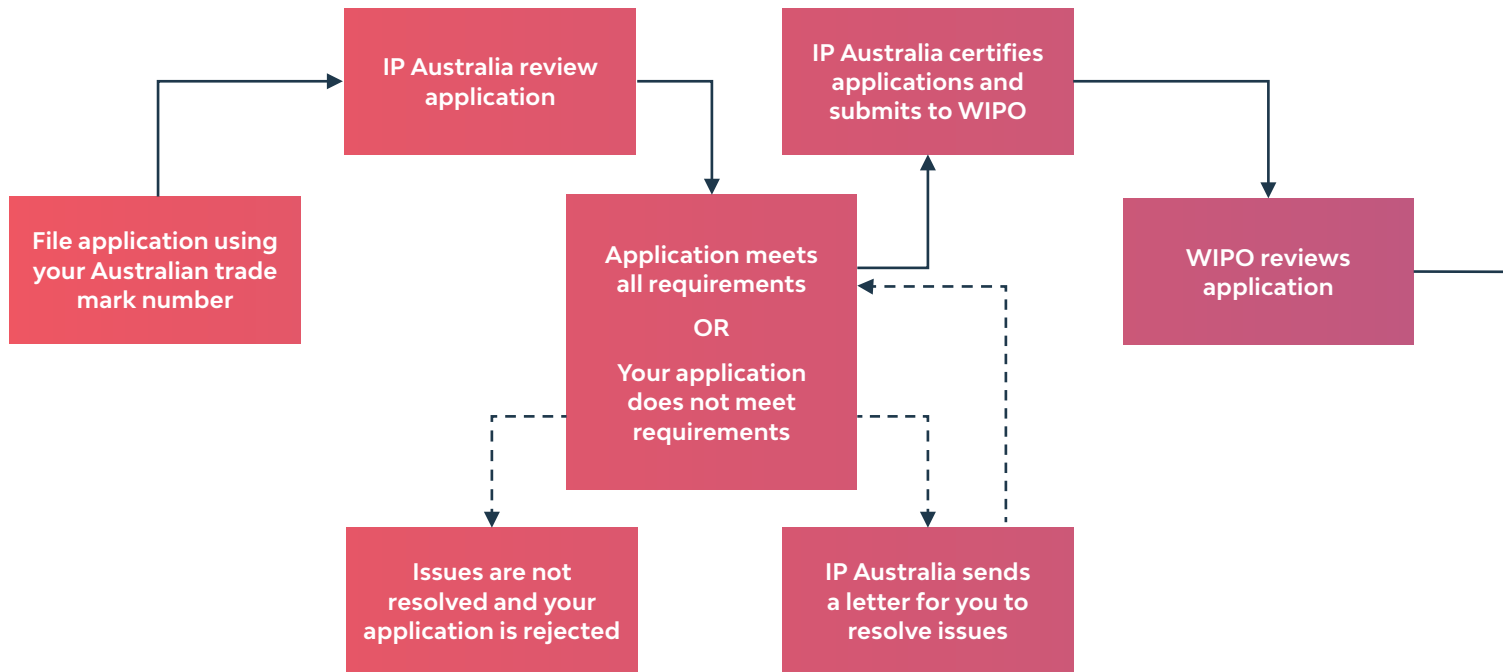 File application using
your Australian trade
mark number
IP Australia review
application
Application meets
all requirements
OR
Your application
does not meet
requirements
Issues are not
resolved and your
application is rejected
IP Australia sends
a letter for you to
resolve issues
IP Australia certifies
applications and
submits to WIPO
WIPO reviews
application